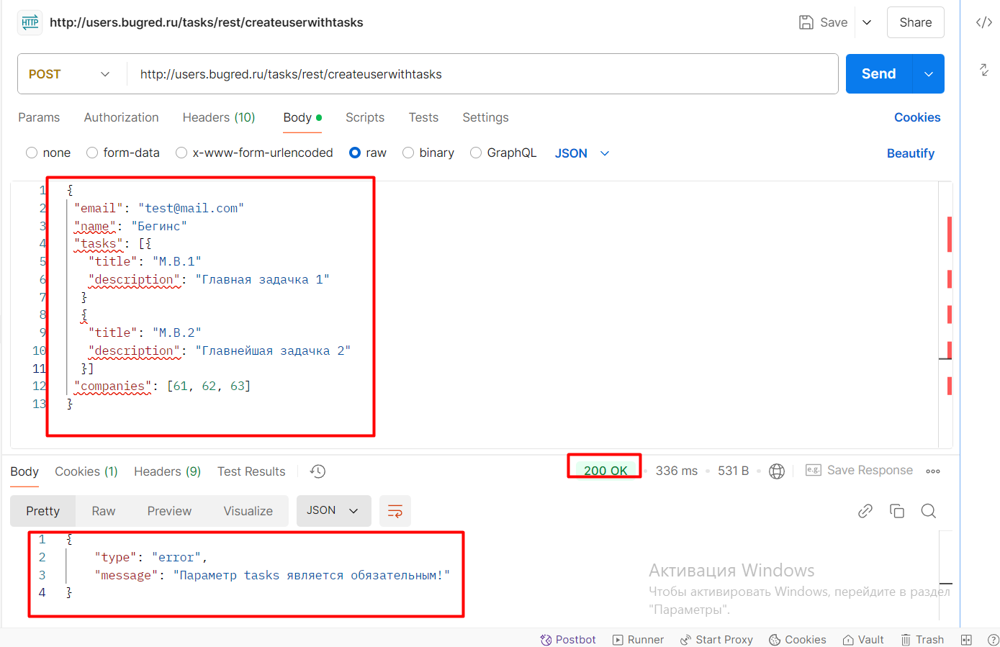 HTTP http://users.bugred.ru/tasks/rest/createuserwithtasks Save Share
POST http://users.bugred.ru/tasks/rest/createuserwithtasks Send
Params Authorization Headers (10) Body Scripts Tests Settings Cookies
none form-data x-www-form-urlencoded raw binary GraphQL JSON Beautify
1 {
2 "email": "test@mail.com"
3 "name": "Бегинс"
4 "tasks": [{
5 "title": "М.В.1"
6 "description": "Главная задачка 1"
7 }
8 {
9 "title": "М.В.2"
10 "description": "Главнейшая задачка 2"
11 }]
12 "companies": [61, 62, 63]
13 }
Body Cookies (1) Headers (9) Test Results 200 OK 336 ms 531 B e.g. Save Response
Pretty Raw Preview Visualize JSON
1 {
2 "type": "error",
3 "message": "Параметр tasks является обязательным!"
4 }
Активация Windows
Чтобы активировать Windows, перейдите в раздел
"Параметры".
Postbot Runner Start Proxy Cookies Vault Trash